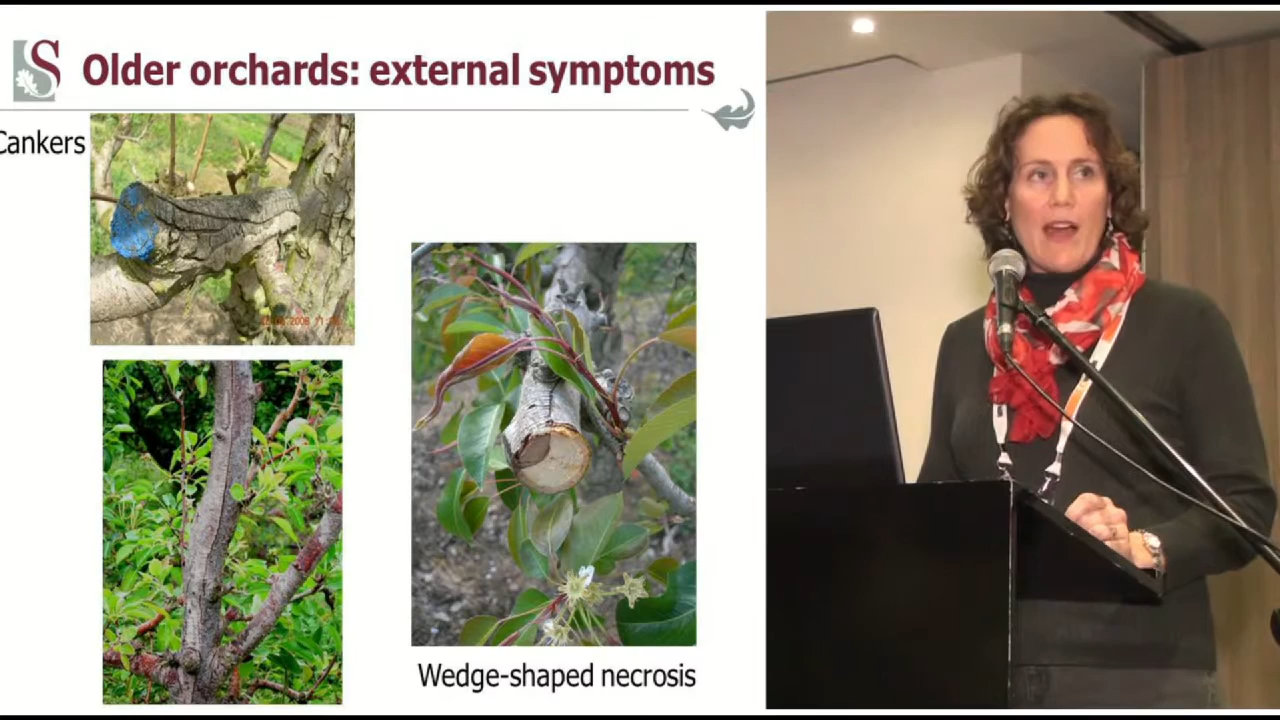 S
Older orchards: external symptoms
Cankers
Wedge-shaped necrosis